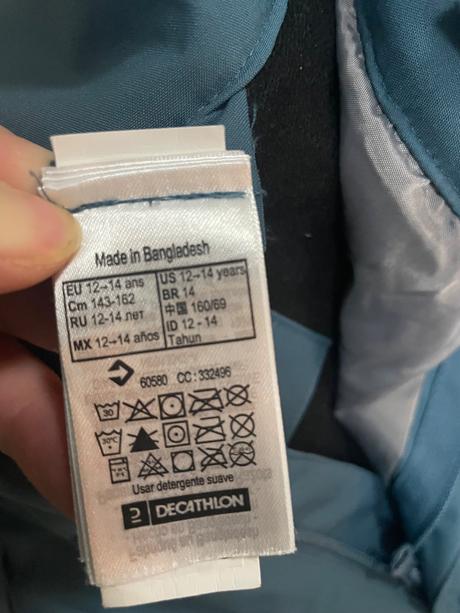 Made in Bangladesh
EU 12-14 ans
Cm 143-162
RU 12-14 лет
MX 12-14 años
US 12-14 years
BR 14
中国 160/69
ID 12 - 14
Tahun
60580 CC:332496
30
30°C
Usar detergente suave
DECATHLON